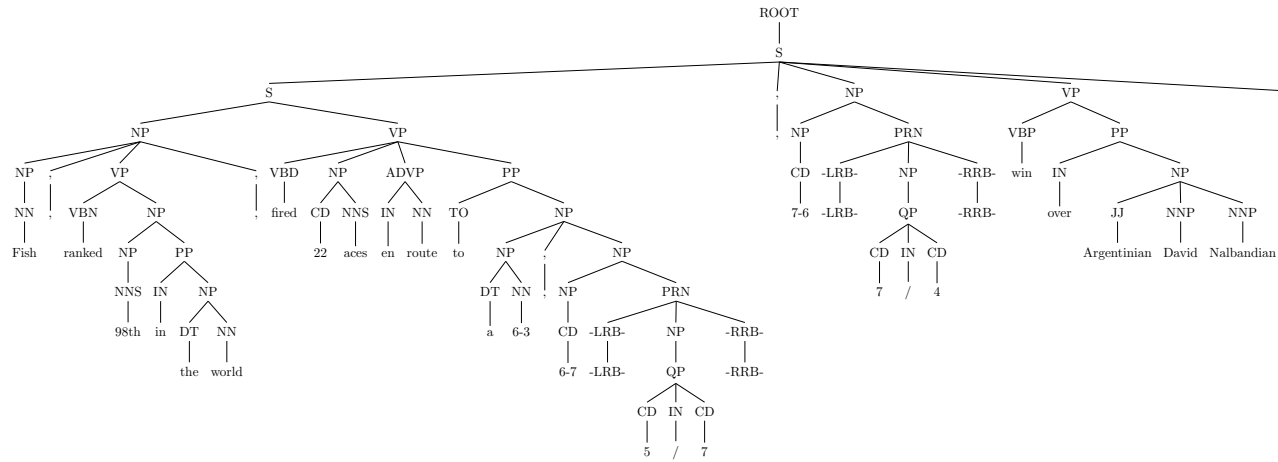 ROOT
S
S , NP VP
NP VP , NP PRN VBP PP
NP , VP , VBD NP ADVP PP CD -LRB- NP -RRB- win IN NP
NN , VBN NP , fired CD NNS IN NN TO NP 7-6 -LRB- QP -RRB- over JJ NNP NNP
Fish ranked NP PP 22 aces en route to NP , NP CD IN CD Argentinian David Nalbandian
NNS IN NP DT NN , NP PRN 7 / 4
98th in DT NN a 6-3 CD -LRB- NP -RRB-
the world 6-7 -LRB- QP -RRB-
CD IN CD
5 / 7